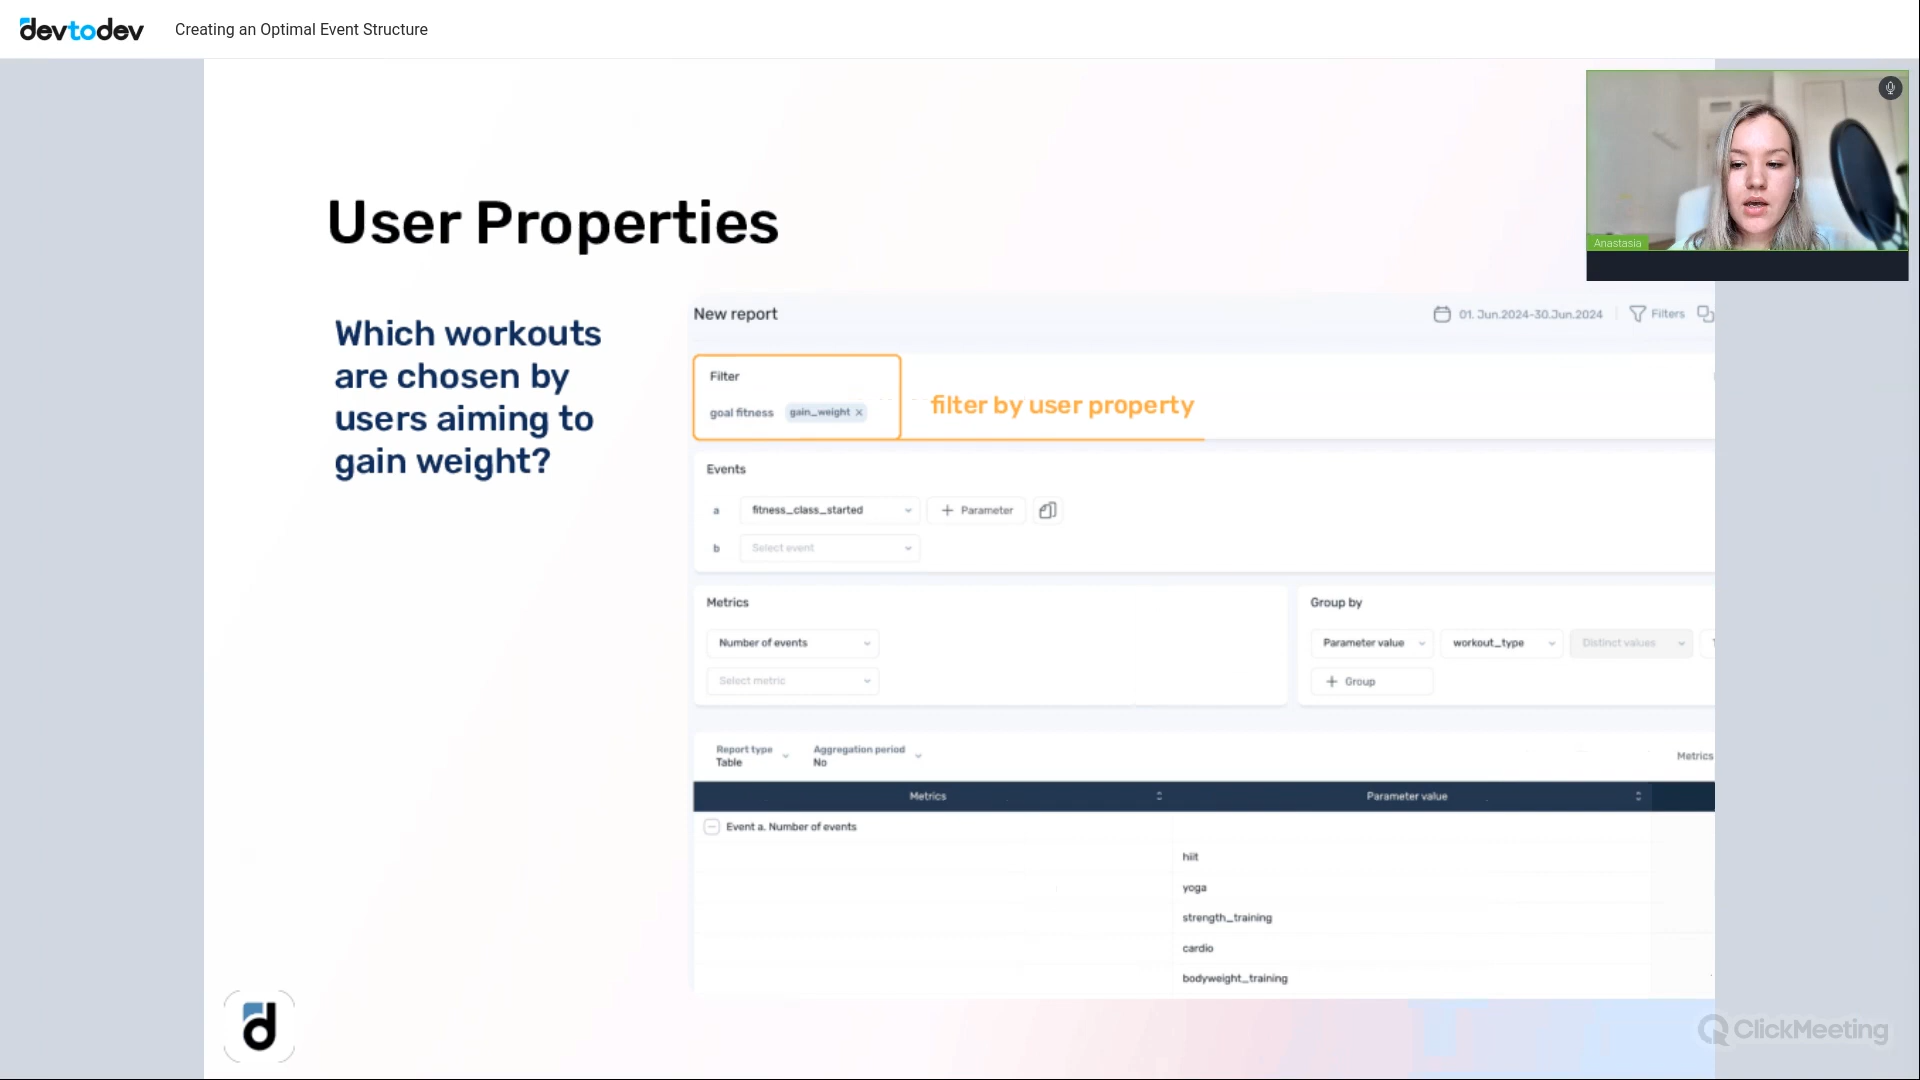 devtodev
Creating an Optimal Event Structure
Anastasia
User Properties
Which workouts
are chosen by
users aiming to
gain weight?
New report
01. Jun.2024-30.Jun.2024
Filters
Filter
goal fitness gain_weight ×
filter by user property
Events
a fitness_class_started + Parameter
b Select event
Metrics
Number of events
Select metric
Group by
Parameter value workout_type Distinct values
+ Group
Report type
Table
Aggregation period
No
Metrics
Metrics Parameter value
Event a. Number of events
hiit
yoga
strength_training
cardio
bodyweight_training
d
ClickMeeting